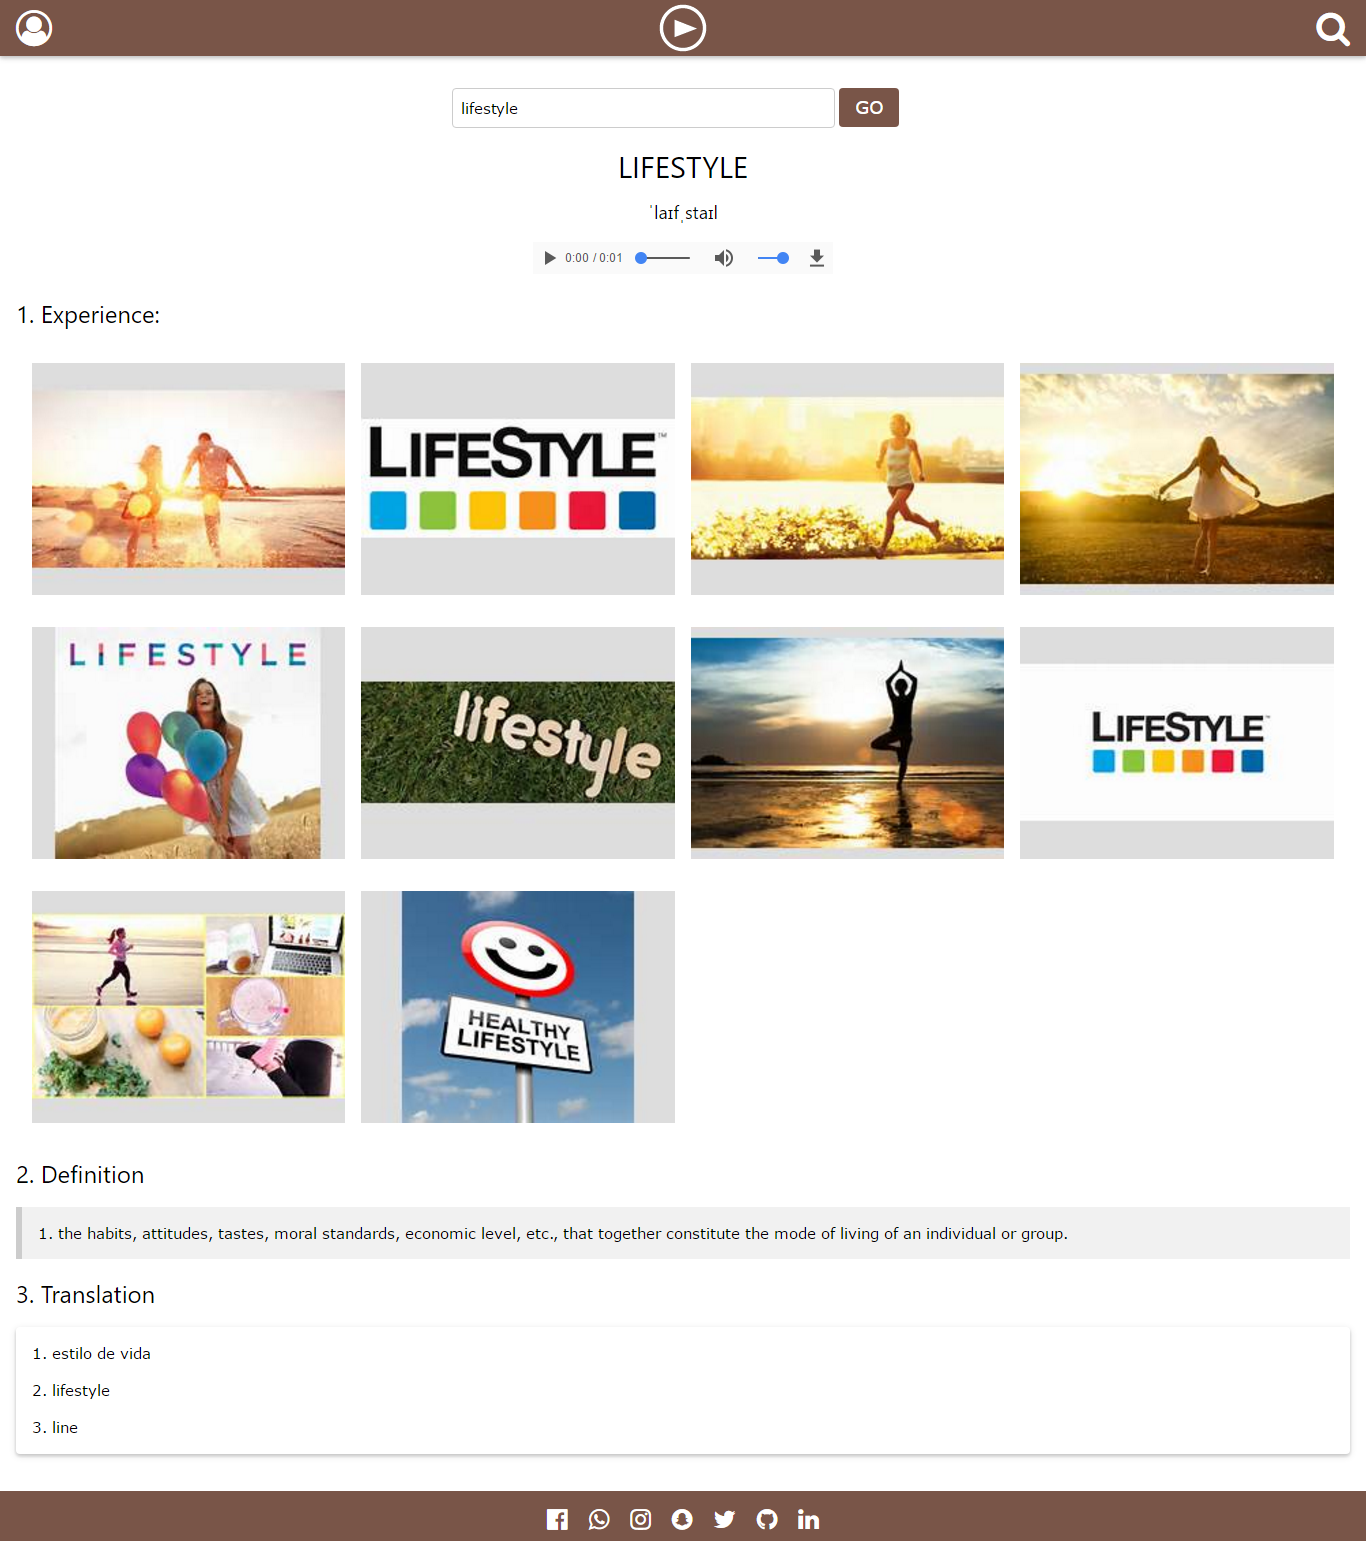 lifestyle
GO
LIFESTYLE
ˈlaɪfˌstaɪl
0:00 / 0:01
1. Experience:
LIFESTYLE™
LIFESTYLE
lifestyle
LIFESTYLE™
HEALTHY
LIFESTYLE
2. Definition
1. the habits, attitudes, tastes, moral standards, economic level, etc., that together constitute the mode of living of an individual or group.
3. Translation
1. estilo de vida
2. lifestyle
3. line